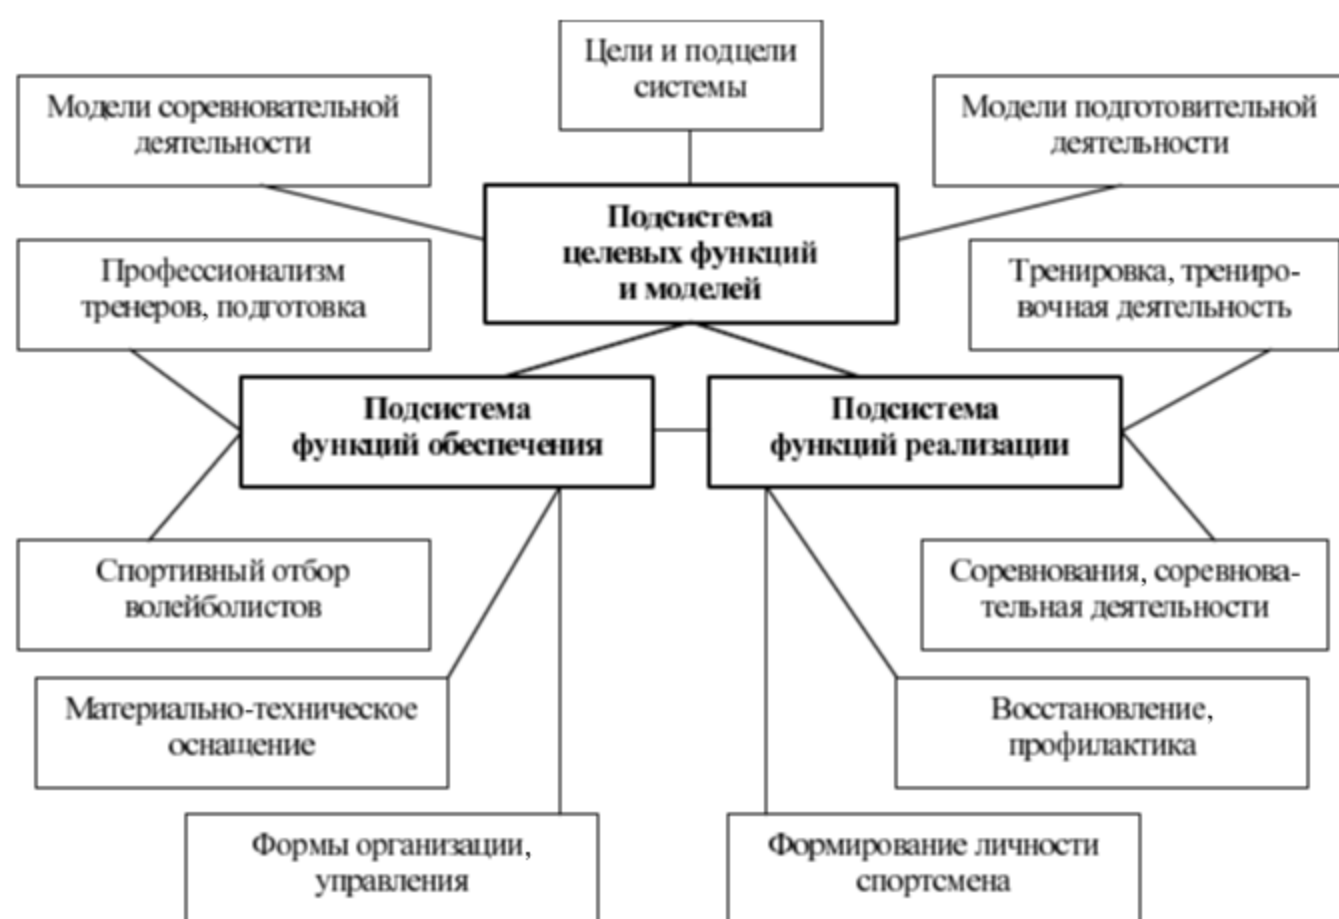 Цели и подцели
системы
Модели соревновательной
деятельности
Модели подготовительной
деятельности
Подсистема
целевых функций
и моделей
Профессионализм
тренеров, подготовка
Тренировка, трениро-
вочная деятельность
Подсистема
функций обеспечения
Подсистема
функций реализации
Спортивный отбор
волейболистов
Соревнования, соревнова-
тельная деятельности
Материально-техническое
оснащение
Восстановление,
профилактика
Формы организации,
управления
Формирование личности
спортсмена